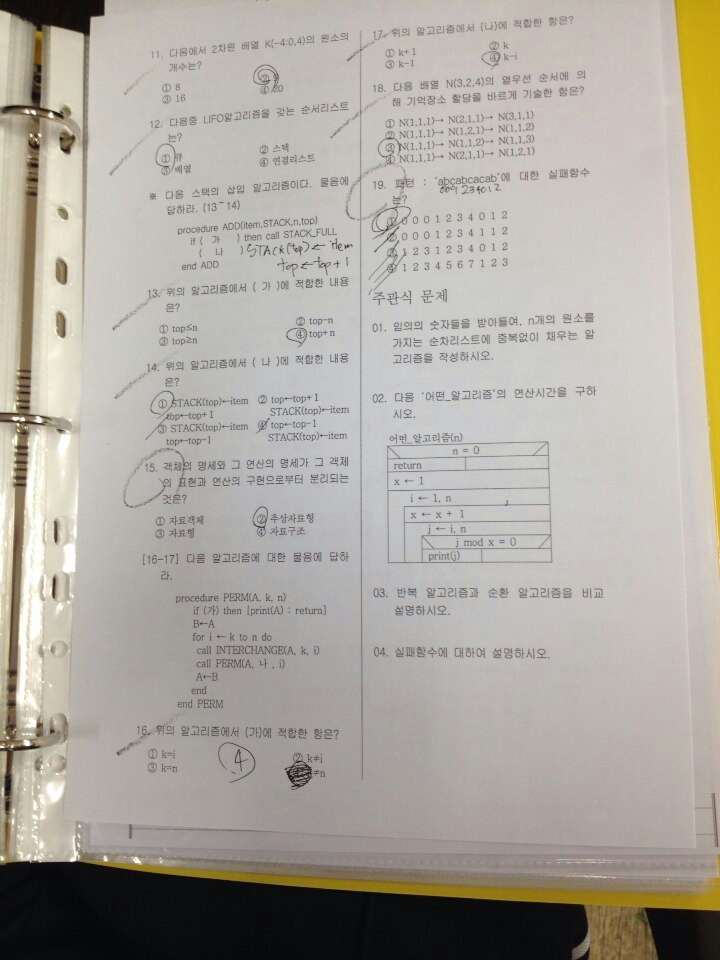 11. 다음에서 2차원 배열 K(-4:0,4)의 원소의
개수는?
① 8 ② 9
③ 16 ④ 20
12. 다음중 LIFO알고리즘을 갖는 순서리스트
는?
① 큐 ② 스택
③ 배열 ④ 연결리스트
※ 다음 스택의 삽입 알고리즘이다. 물음에
답하라. (13~14)
procedure ADD(item,STACK,n,top)
if ( 가 ) then call STACK_FULL
( 나 ) STACK(top) ← item
end ADD top ← top + 1
13. 위의 알고리즘에서 ( 가 )에 적합한 내용
은?
① top≤n ② top-n
③ top≥n ④ top+n
14. 위의 알고리즘에서 ( 나 )에 적합한 내용
은?
① STACK(top)←item ② top←top+1
top←top+1 STACK(top)←item
③ STACK(top)←item ④ top←top-1
top←top-1 STACK(top)←item
15. 객체의 명세와 그 연산의 명세가 그 객체
의 표현과 연산의 구현으로부터 분리되는
것은?
① 자료객체 ② 추상자료형
③ 자료형 ④ 자료구조
[16-17] 다음 알고리즘에 대한 물음에 답하
라.
procedure PERM(A, k, n)
if (가) then [print(A) : return]
B←A
for i ← k to n do
call INTERCHANGE(A, k, i)
call PERM(A, 나 , i)
A←B
end
end PERM
16. 위의 알고리즘에서 (가)에 적합한 항은?
① k=i ② k≠i
③ k=n ≠n
4
17. 위의 알고리즘에서 (나)에 적합한 항은?
① k+1 ② k
③ k-1 ④ k-i
18. 다음 배열 N(3,2,4)의 열우선 순서에 의
해 기억장소 할당을 바르게 기술한 항은?
① N(1,1,1)→ N(2,1,1)→ N(3,1,1)
② N(1,1,1)→ N(1,2,1)→ N(1,1,2)
③ N(1,1,1)→ N(1,1,2)→ N(1,1,3)
④ N(1,1,1)→ N(2,1,1)→ N(1,2,1)
19. 패턴 : 'abcabcacab'에 대한 실패함수
는?
① 0 0 0 1 2 3 4 0 1 2
② 0 0 0 1 2 3 4 1 1 2
③ 1 2 3 1 2 3 4 0 1 2
④ 1 2 3 4 5 6 7 1 2 3
주관식 문제
01. 임의의 숫자들을 받아들여, n개의 원소를
가지는 순차리스트에 중복없이 채우는 알
고리즘을 작성하시오.
02. 다음 '어떤_알고리즘'의 연산시간을 구하
시오.
어떤_알고리즘(n)
n = 0
return
x ← 1
i ← 1, n
x ← x + 1
j ← i, n
j mod x = 0
print(j)
03. 반복 알고리즘과 순환 알고리즘을 비교
설명하시오.
04. 실패함수에 대하여 설명하시오.